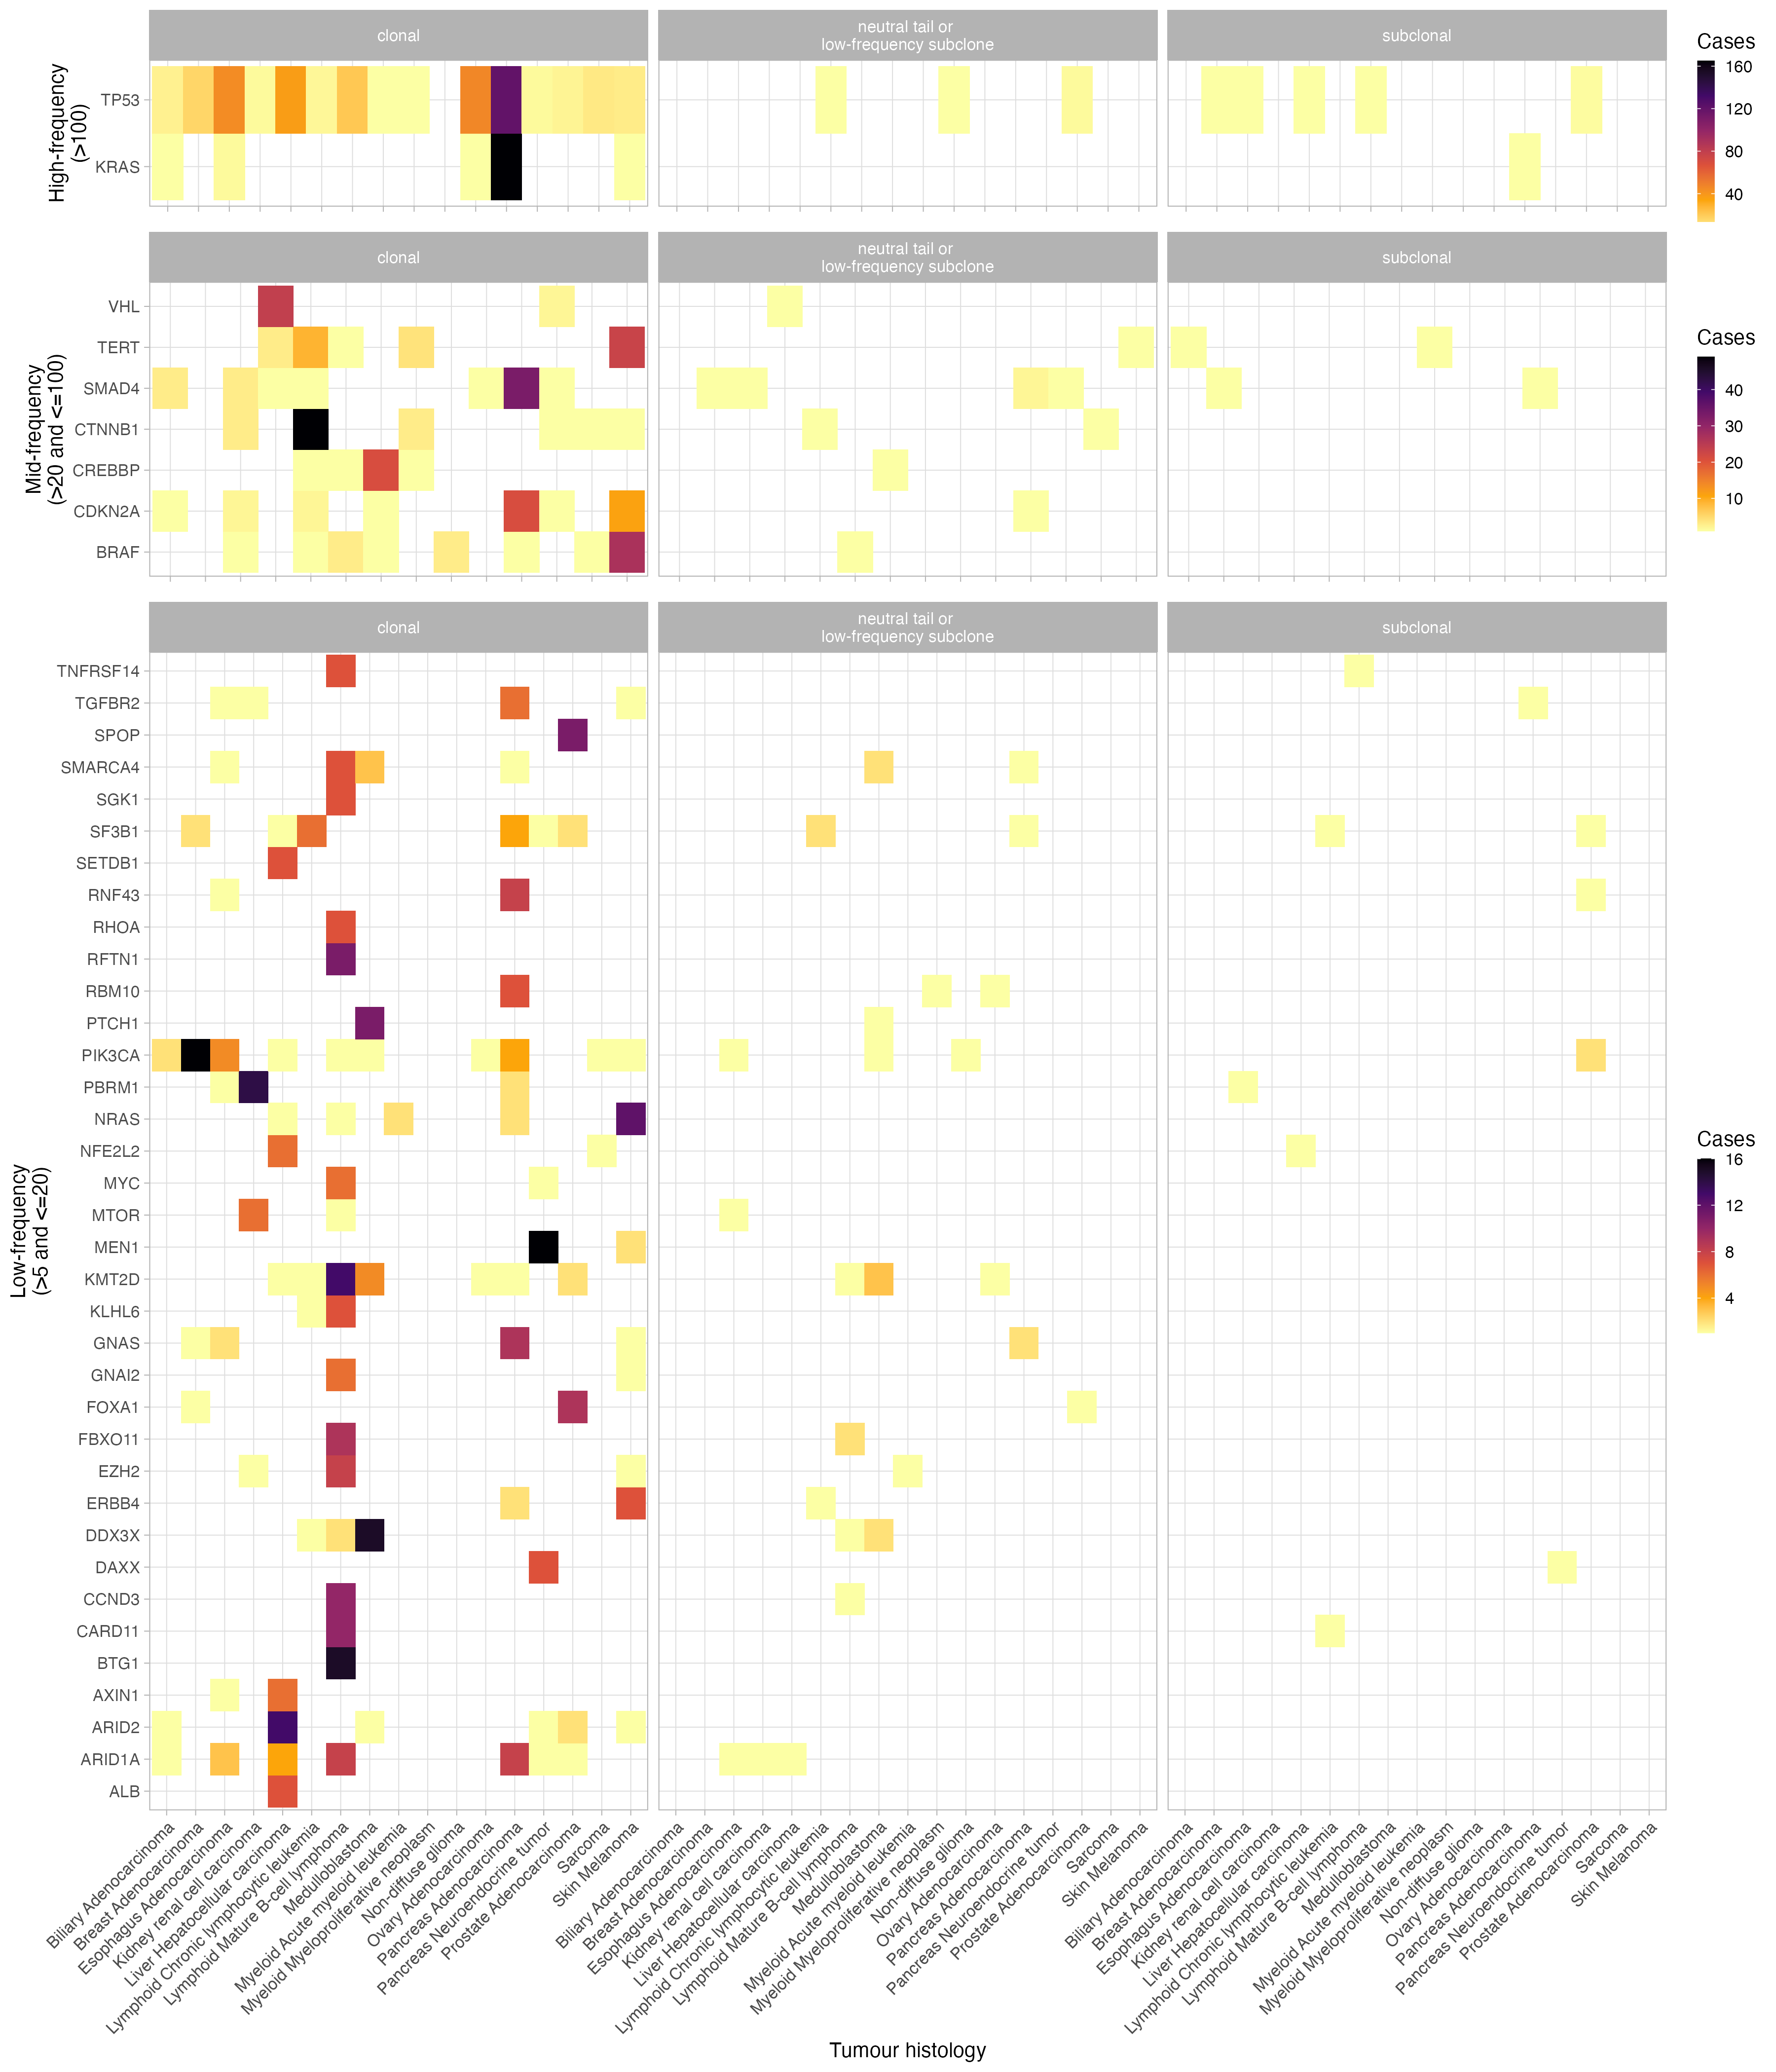 clonal
neutral tail or
low-frequency subclone
subclonal
High-frequency
(>100)
TP53
KRAS
Cases
160
120
80
40
clonal
neutral tail or
low-frequency subclone
subclonal
Mid-frequency
(>20 and <=100)
VHL
TERT
SMAD4
CTNNB1
CREBBP
CDKN2A
BRAF
Cases
40
30
20
10
clonal
neutral tail or
low-frequency subclone
subclonal
Low-frequency
(>5 and <=20)
TNFRSF14
TGFBR2
SPOP
SMARCA4
SGK1
SF3B1
SETDB1
RNF43
RHOA
RFTN1
RBM10
PTCH1
PIK3CA
PBRM1
NRAS
NFE2L2
MYC
MTOR
MEN1
KMT2D
KLHL6
GNAS
GNAI2
FOXA1
FBXO11
EZH2
ERBB4
DDX3X
DAXX
CCND3
CARD11
BTG1
AXIN1
ARID2
ARID1A
ALB
Cases
16
12
8
4
Biliary Adenocarcinoma
Breast Adenocarcinoma
Esophagus Adenocarcinoma
Kidney renal cell carcinoma
Liver Hepatocellular carcinoma
Lymphoid Chronic lymphocytic leukemia
Lymphoid Mature B-cell lymphoma
Medulloblastoma
Myeloid Acute myeloid leukemia
Myeloid Myeloproliferative neoplasm
Non-diffuse glioma
Ovary Adenocarcinoma
Pancreas Adenocarcinoma
Pancreas Neuroendocrine tumor
Prostate Adenocarcinoma
Sarcoma
Skin Melanoma
Biliary Adenocarcinoma
Breast Adenocarcinoma
Esophagus Adenocarcinoma
Kidney renal cell carcinoma
Liver Hepatocellular carcinoma
Lymphoid Chronic lymphocytic leukemia
Lymphoid Mature B-cell lymphoma
Medulloblastoma
Myeloid Acute myeloid leukemia
Myeloid Myeloproliferative neoplasm
Non-diffuse glioma
Ovary Adenocarcinoma
Pancreas Adenocarcinoma
Pancreas Neuroendocrine tumor
Prostate Adenocarcinoma
Sarcoma
Skin Melanoma
Biliary Adenocarcinoma
Breast Adenocarcinoma
Esophagus Adenocarcinoma
Kidney renal cell carcinoma
Liver Hepatocellular carcinoma
Lymphoid Chronic lymphocytic leukemia
Lymphoid Mature B-cell lymphoma
Medulloblastoma
Myeloid Acute myeloid leukemia
Myeloid Myeloproliferative neoplasm
Non-diffuse glioma
Ovary Adenocarcinoma
Pancreas Adenocarcinoma
Pancreas Neuroendocrine tumor
Prostate Adenocarcinoma
Sarcoma
Skin Melanoma
Tumour histology